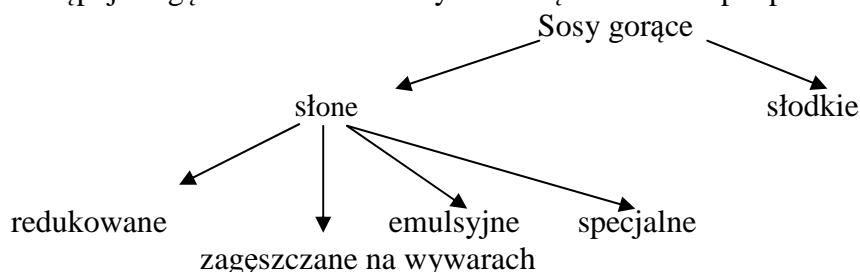 Sosy gorące
słone słodkie
redukowane emulsyjne specjalne
zagęszczane na wywarach